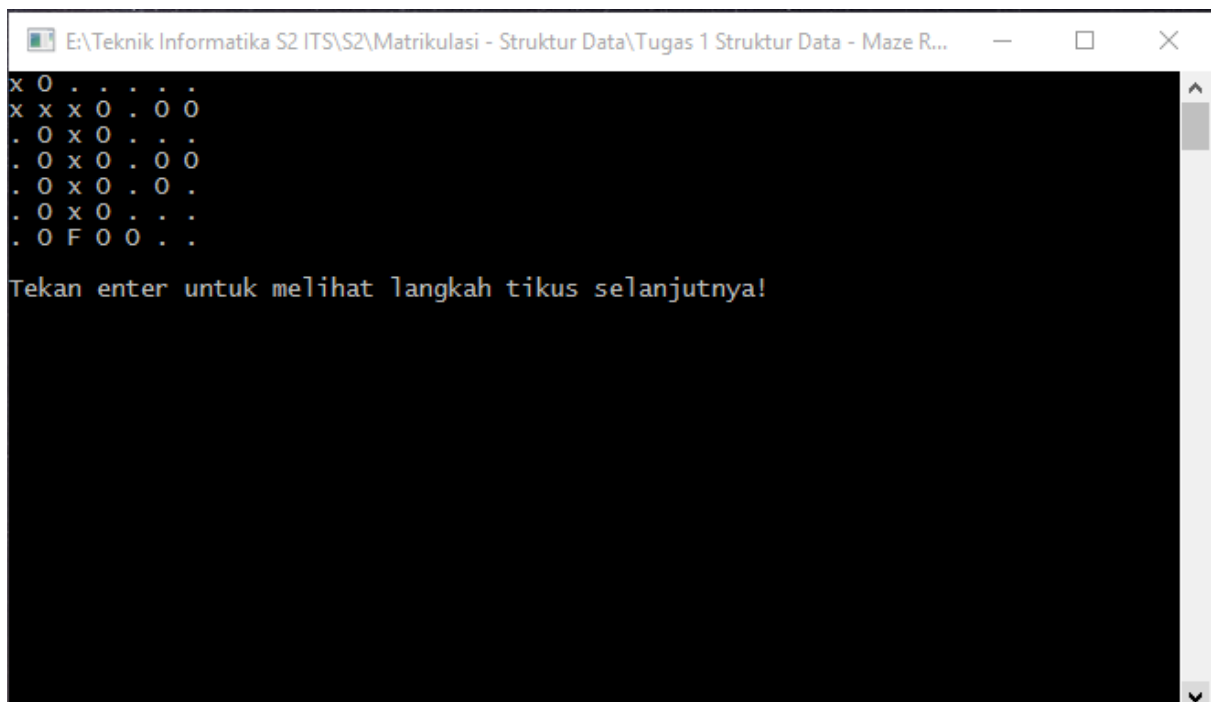 E:\Teknik Informatika S2 ITS\S2\Matrikulasi - Struktur Data\Tugas 1 Struktur Data - Maze R...
x O . . . . .
x x x O . O O
. O x O . . .
. O x O . O O
. O x O . O .
. O x O . . .
. O F O O . .
Tekan enter untuk melihat langkah tikus selanjutnya!